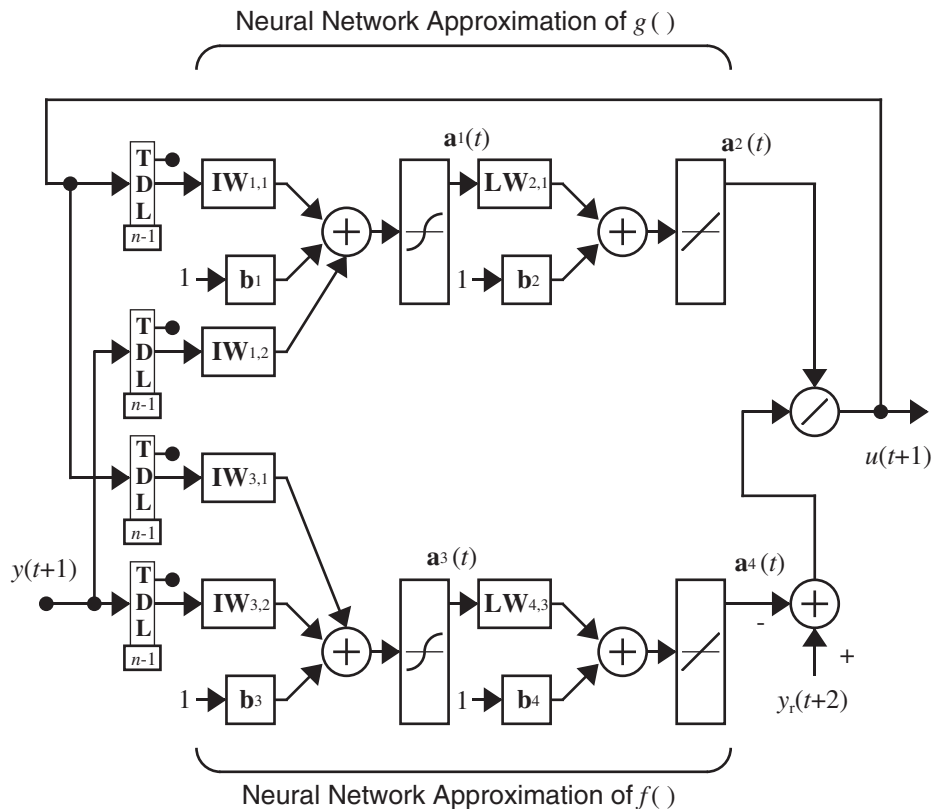 Neural Network Approximation of g ( )
a1(t)
a2 (t)
T
D
L
n-1
IW1,1
LW2,1
1
b1
1
b2
T
D
L
n-1
IW1,2
u(t+1)
T
D
L
n-1
IW3,1
y(t+1)
T
D
L
n-1
IW3,2
a3 (t)
LW4,3
a4 (t)
-
+
1
b3
1
b4
yr(t+2)
Neural Network Approximation of f ( )